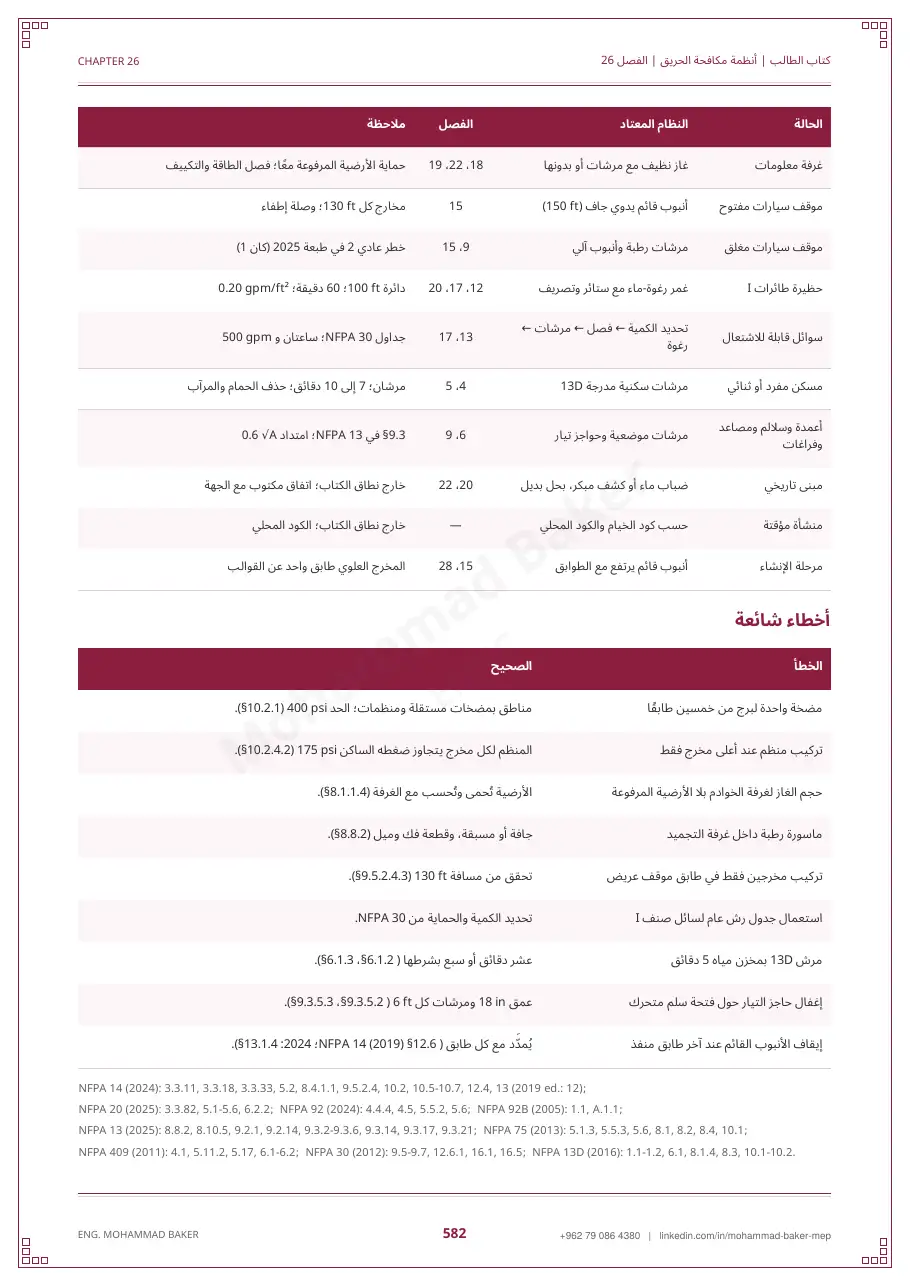 كتاب الطالب | أنظمة مكافحة الحريق | الفصل 26
CHAPTER 26
الحالة النظام المعتاد الفصل ملاحظة
غرفة معلومات غاز نظيف مع مرشات أو بدونها 18، 22، 19 حماية الأرضية المرفوعة معًا؛ فصل الطاقة والتكييف
موقف سيارات مفتوح أنبوب قائم يدوي جاف (150 ft) 15 مخارج كل 130 ft؛ وصلة إطفاء
موقف سيارات مغلق مرشات رطبة وأنبوب آلي 9، 15 خطر عادي 2 في طبعة 2025 (كان 1)
حظيرة طائرات I غمر رغوة-ماء مع ستائر وتصريف 12، 17، 20 دائرة 100 ft؛ 60 دقيقة؛ 0.20 gpm/ft²
سوائل قابلة للاشتعال تحديد الكمية ← فصل ← مرشات ←
رغوة 13، 17 جداول NFPA 30؛ ساعتان و 500 gpm
مسكن مفرد أو ثنائي مرشات سكنية مدرجة 13D 4، 5 مرشان؛ 7 إلى 10 دقائق؛ حذف الحمام والمرآب
أعمدة وسلالم ومصاعد
وفراغات مرشات موضعية وحواجز تيار 6، 9 §9.3 في NFPA 13؛ امتداد 0.6 √A
مبنى تاريخي ضباب ماء أو كشف مبكر، بحل بديل 20، 22 خارج نطاق الكتاب؛ اتفاق مكتوب مع الجهة
منشأة مؤقتة حسب كود الخيام والكود المحلي — خارج نطاق الكتاب؛ الكود المحلي
مرحلة الإنشاء أنبوب قائم يرتفع مع الطوابق 15، 28 المخرج العلوي طابق واحد عن القوالب
أخطاء شائعة
الخطأ الصحيح
مضخة واحدة لبرج من خمسين طابقًا مناطق بمضخات مستقلة ومنظمات؛ الحد 400 psi (§10.2.1).
تركيب منظم عند أعلى مخرج فقط المنظم لكل مخرج يتجاوز ضغطه الساكن 175 psi (§10.2.4.2).
حجم الغاز لغرفة الخوادم بلا الأرضية المرفوعة الأرضية تُحمى وتُحسب مع الغرفة (§8.1.1.4).
ماسورة رطبة داخل غرفة التجميد جافة أو مسبقة، وقطعة فك وميل (§8.8.2).
تركيب مخرجين فقط في طابق موقف عريض تحقق من مسافة 130 ft (§9.5.2.4.3).
استعمال جدول رش عام لسائل صنف I تحديد الكمية والحماية من NFPA 30.
مرش 13D بمخزن مياه 5 دقائق عشر دقائق أو سبع بشرطها (§6.1.2، §6.1.3).
إغفال حاجز التيار حول فتحة سلم متحرك عمق 18 in ومرشات كل 6 ft (§9.3.5.2، §9.3.5.3).
إيقاف الأنبوب القائم عند آخر طابق منفذ يُمدَّد مع كل طابق (NFPA 14 (2019) §12.6؛ 2024: §13.1.4).
NFPA 14 (2024): 3.3.11, 3.3.18, 3.3.33, 5.2, 8.4.1.1, 9.5.2.4, 10.2, 10.5-10.7, 12.4, 13 (2019 ed.: 12);
NFPA 20 (2025): 3.3.82, 5.1-5.6, 6.2.2; NFPA 92 (2024): 4.4.4, 4.5, 5.5.2, 5.6; NFPA 92B (2005): 1.1, A.1.1;
NFPA 13 (2025): 8.8.2, 8.10.5, 9.2.1, 9.2.14, 9.3.2-9.3.6, 9.3.14, 9.3.17, 9.3.21; NFPA 75 (2013): 5.1.3, 5.5.3, 5.6, 8.1, 8.2, 8.4, 10.1;
NFPA 409 (2011): 4.1, 5.11.2, 5.17, 6.1-6.2; NFPA 30 (2012): 9.5-9.7, 12.6.1, 16.1, 16.5; NFPA 13D (2016): 1.1-1.2, 6.1, 8.1.4, 8.3, 10.1-10.2.
Mohammad Baker
ENG. MOHAMMAD BAKER 582 +962 79 086 4380 | linkedin.com/in/mohammad-baker-mep